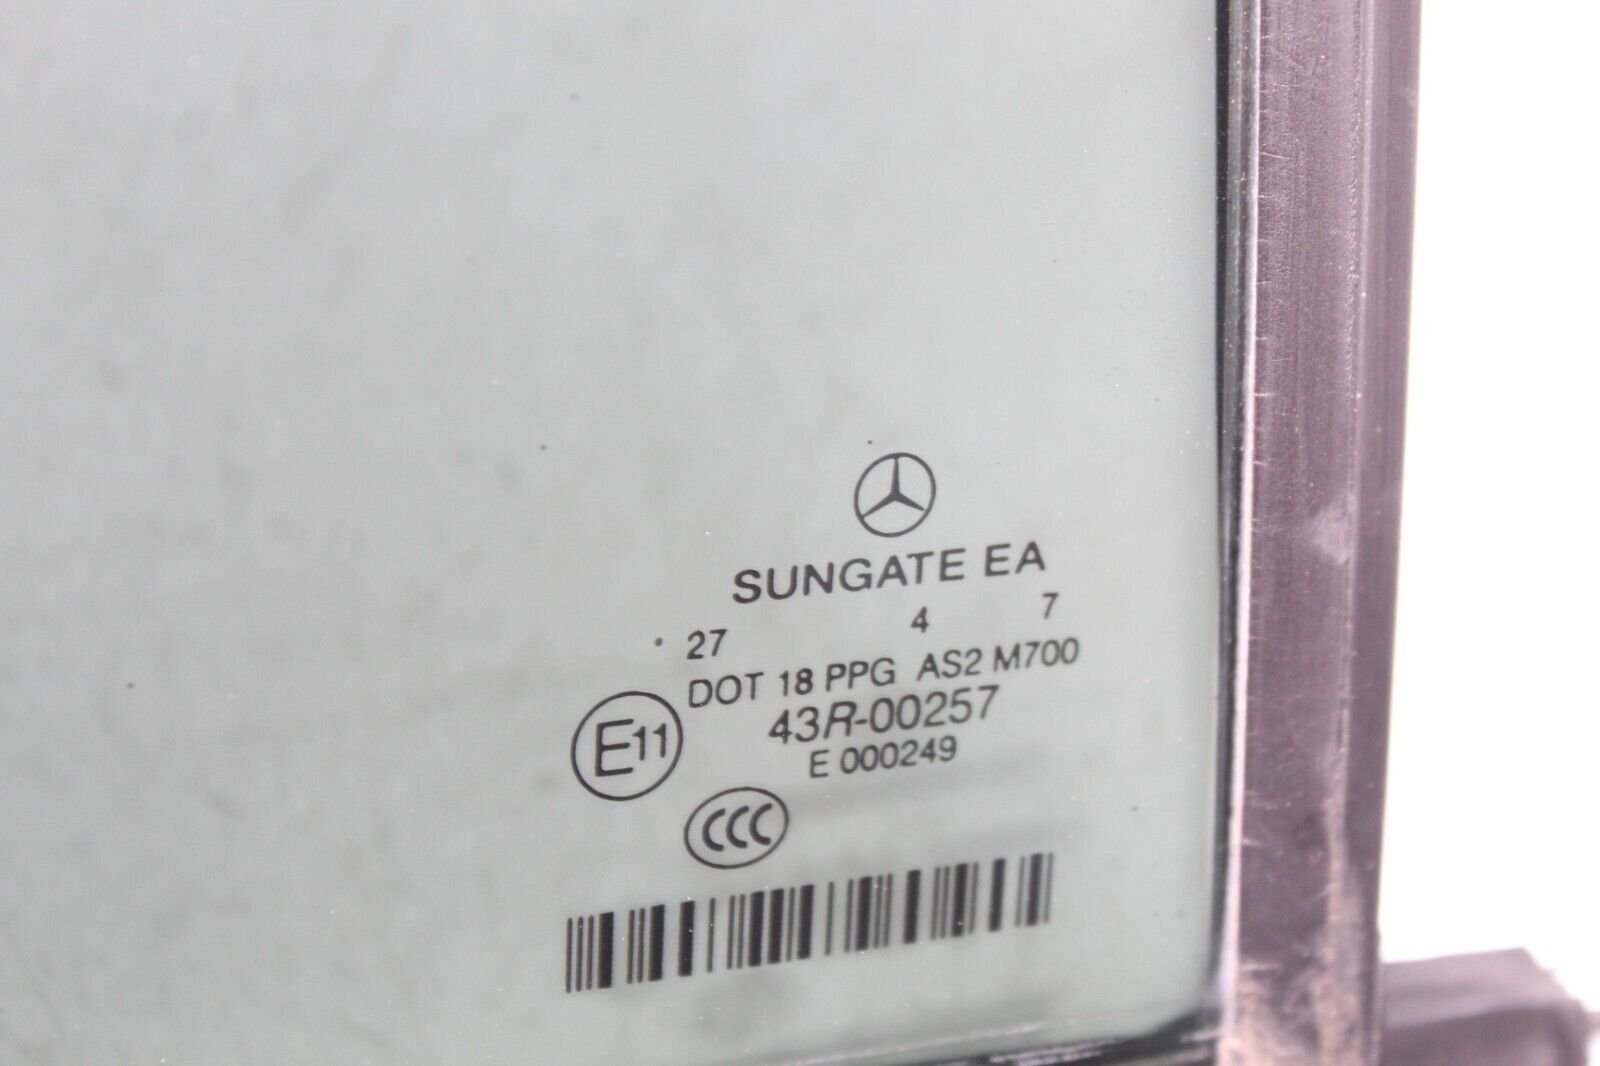 SUNGATE EA
27 4 7
DOT 18 PPG AS2 M700
43R-00257
E11
E 000249
CCC